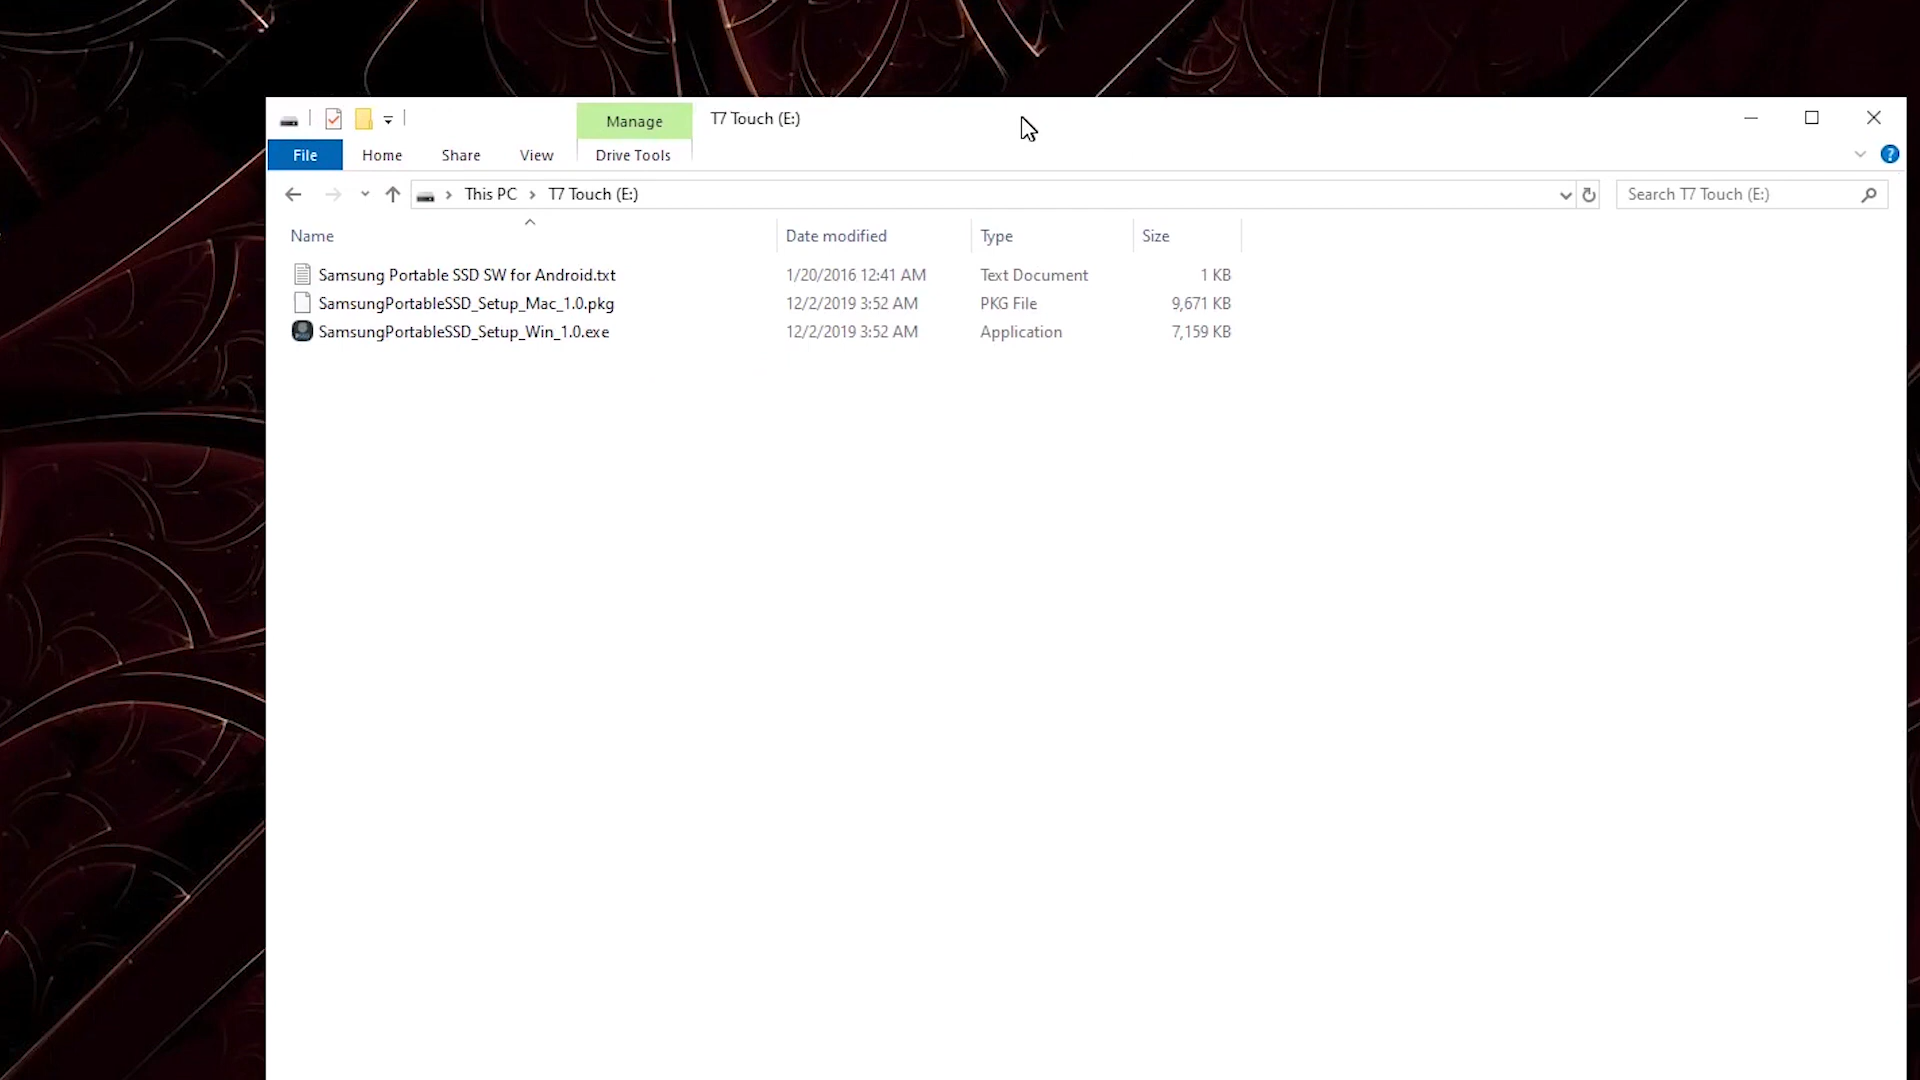 Manage
T7 Touch (E:)
File
Home
Share
View
Drive Tools
?
This PC > T7 Touch (E:)
Search T7 Touch (E:)
Name
Date modified
Type
Size
Samsung Portable SSD SW for Android.txt 1/20/2016 12:41 AM Text Document 1 KB
SamsungPortableSSD_Setup_Mac_1.0.pkg 12/2/2019 3:52 AM PKG File 9,671 KB
SamsungPortableSSD_Setup_Win_1.0.exe 12/2/2019 3:52 AM Application 7,159 KB